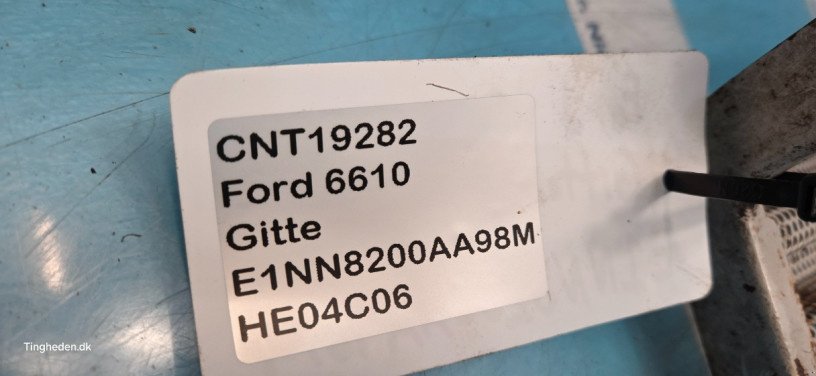 CNT19282
Ford 6610
Gitte
E1NN8200AA98M
HE04C06
Tingheden.dk